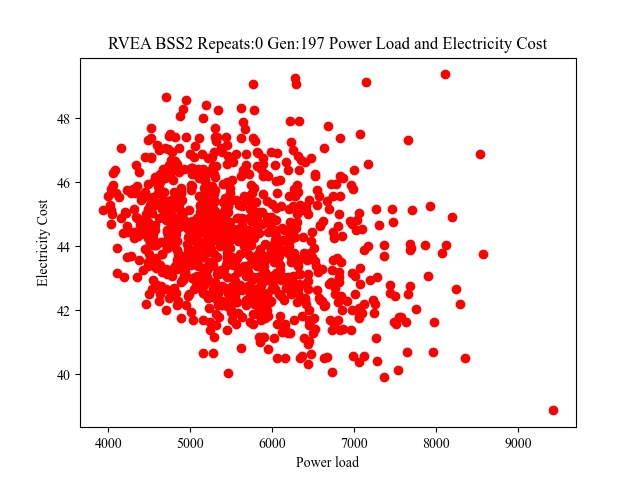 RVEA BSS2 Repeats:0 Gen:197 Power Load and Electricity Cost
48
46
44
42
40
Electricity Cost
4000 5000 6000 7000 8000 9000
Power load